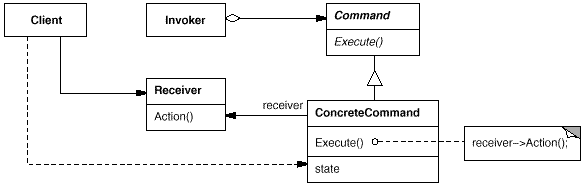 Client
Invoker
Command
Execute()
Receiver
Action()
receiver
ConcreteCommand
Execute()
state
receiver->Action();